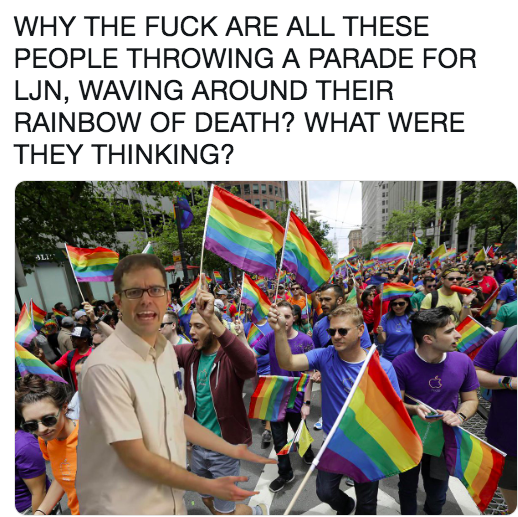 WHY THE FUCK ARE ALL THESE
PEOPLE THROWING A PARADE FOR
LJN, WAVING AROUND THEIR
RAINBOW OF DEATH? WHAT WERE
THEY THINKING?